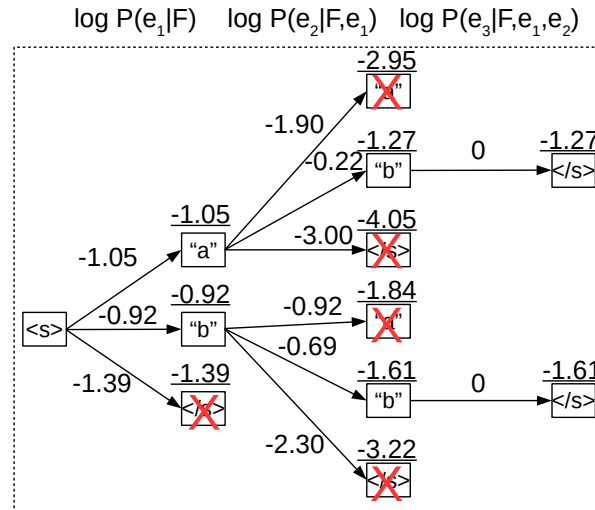 log P(e₁|F) log P(e₂|F,e₁) log P(e₃|F,e₁,e₂)
-2.95
"a"
-1.90
-1.27 0 -1.27
-0.22 "b" </s>
-1.05 -4.05
"a" -3.00 </s>
-1.05
-0.92 -0.92 -1.84
<s> -0.92 "b" "a"
-0.69
-1.39 -1.39 -1.61 0 -1.61
</s> "b" </s>
-2.30 -3.22
</s>